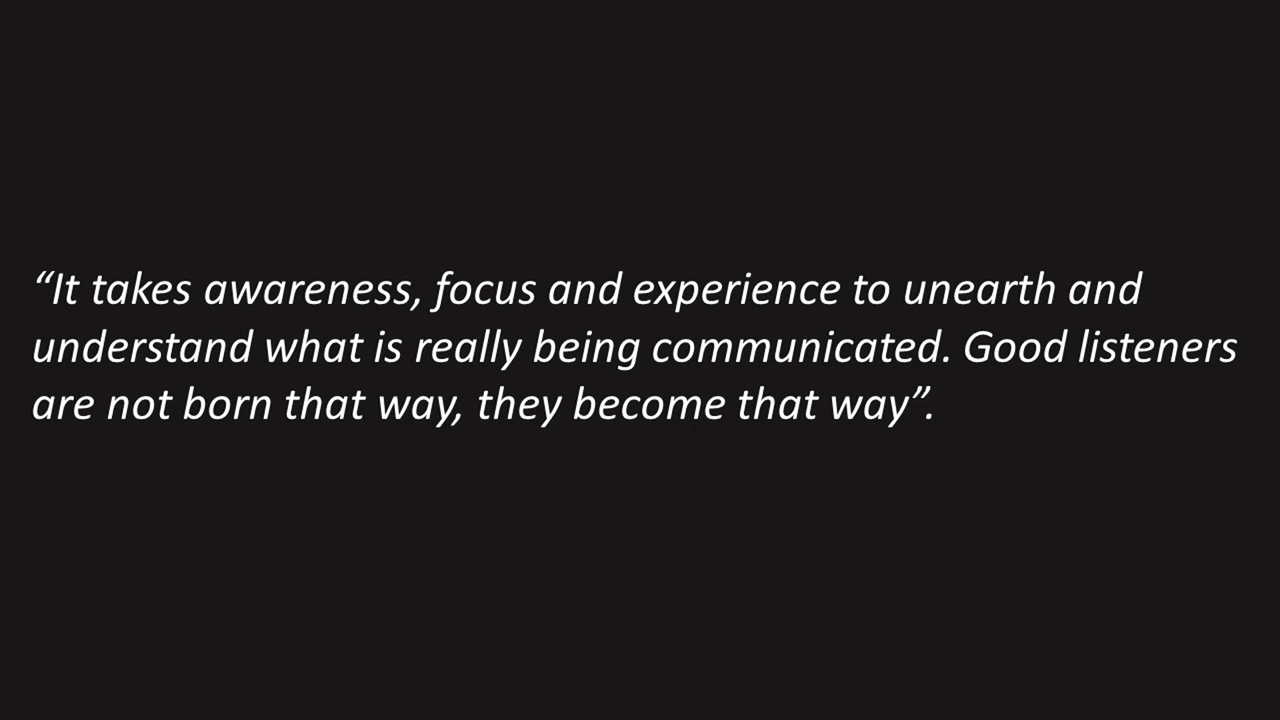 “It takes awareness, focus and experience to unearth and
understand what is really being communicated. Good listeners
are not born that way, they become that way”.